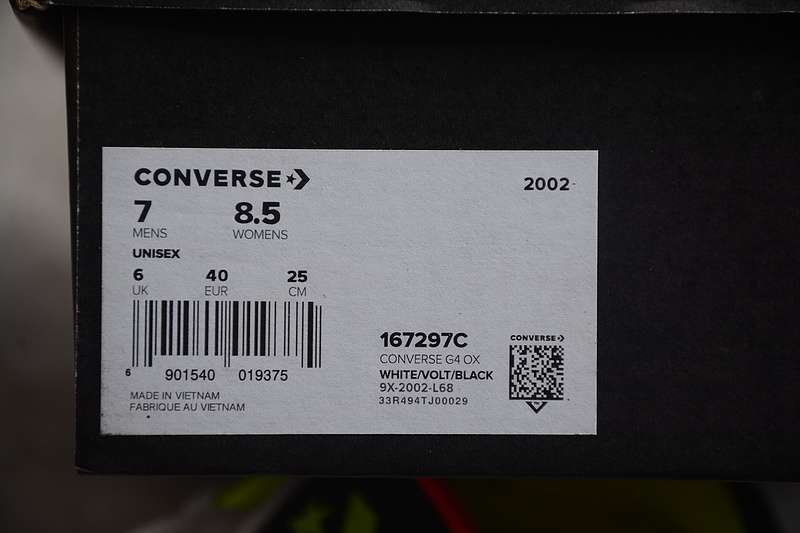 CONVERSE
2002-
7 8.5
MENS WOMENS
UNISEX
6 40 25
UK EUR CM
6 901540 019375
MADE IN VIETNAM
FABRIQUE AU VIETNAM
167297C
CONVERSE G4 OX
WHITE/VOLT/BLACK
9X-2002-L68
33R494TJ00029
CONVERSE